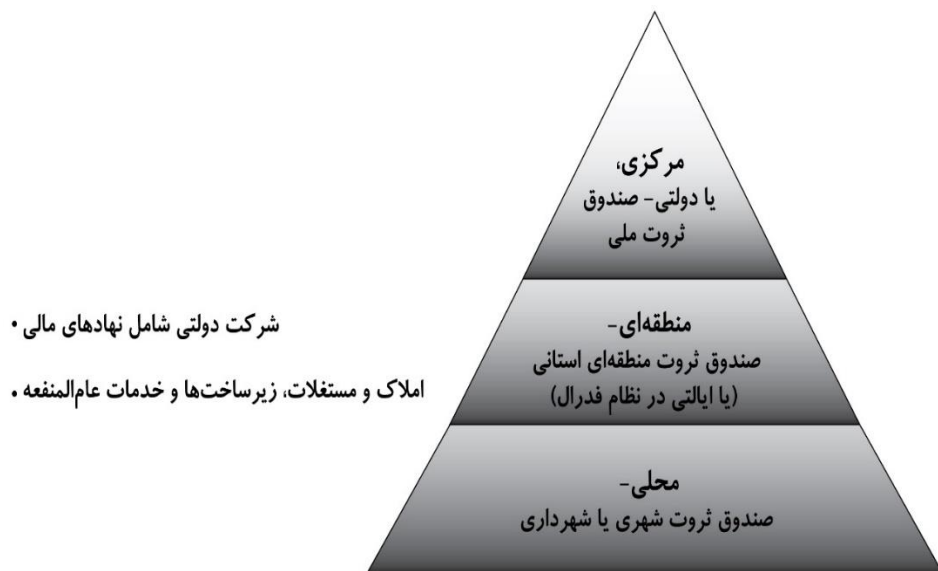 مرکزی،
یا دولتی- صندوق
ثروت ملی
منطقه‌ای-
صندوق ثروت منطقه‌ای استانی
(یا ایالتی در نظام فدرال)
محلی-
صندوق ثروت شهری یا شهرداری
شرکت دولتی شامل نهادهای مالی •
املاک و مستغلات، زیرساخت‌ها و خدمات عام‌المنفعه •